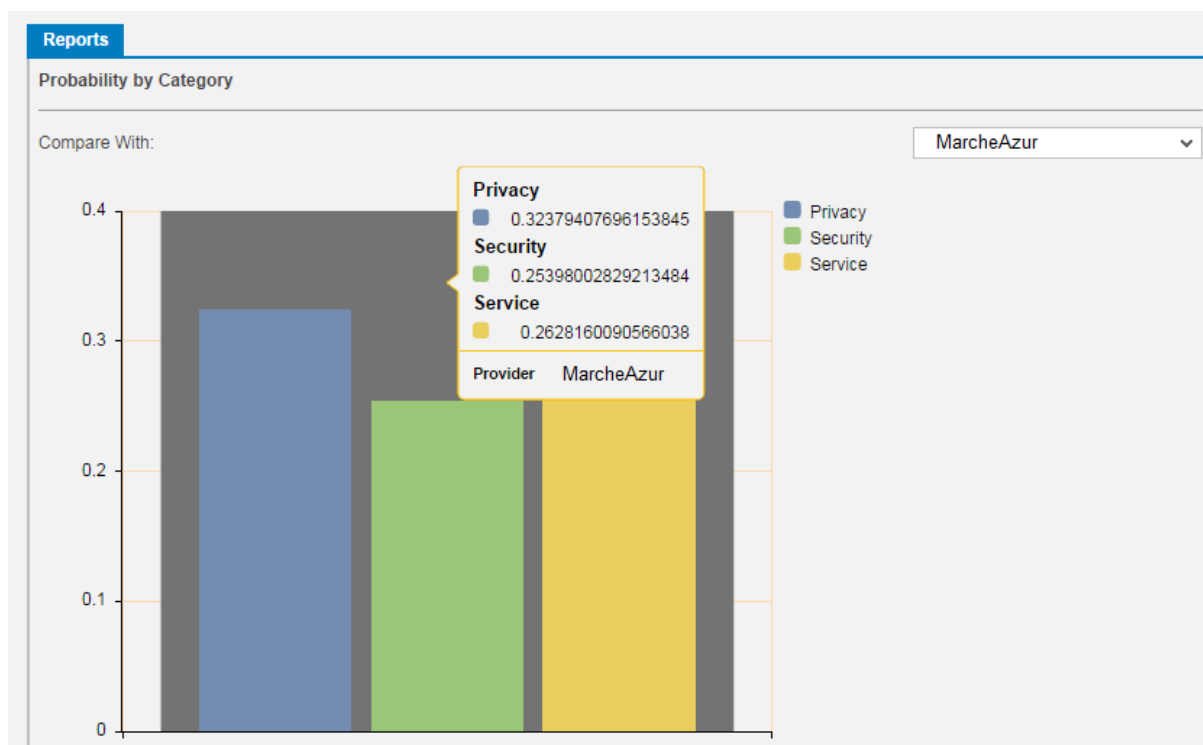 Reports
Probability by Category
Compare With:
MarcheAzur
Privacy
0.32379407696153845
Security
0.25398002829213484
Service
0.2628160090566038
Provider MarcheAzur
0.4
0.3
0.2
0.1
0
Privacy
Security
Service